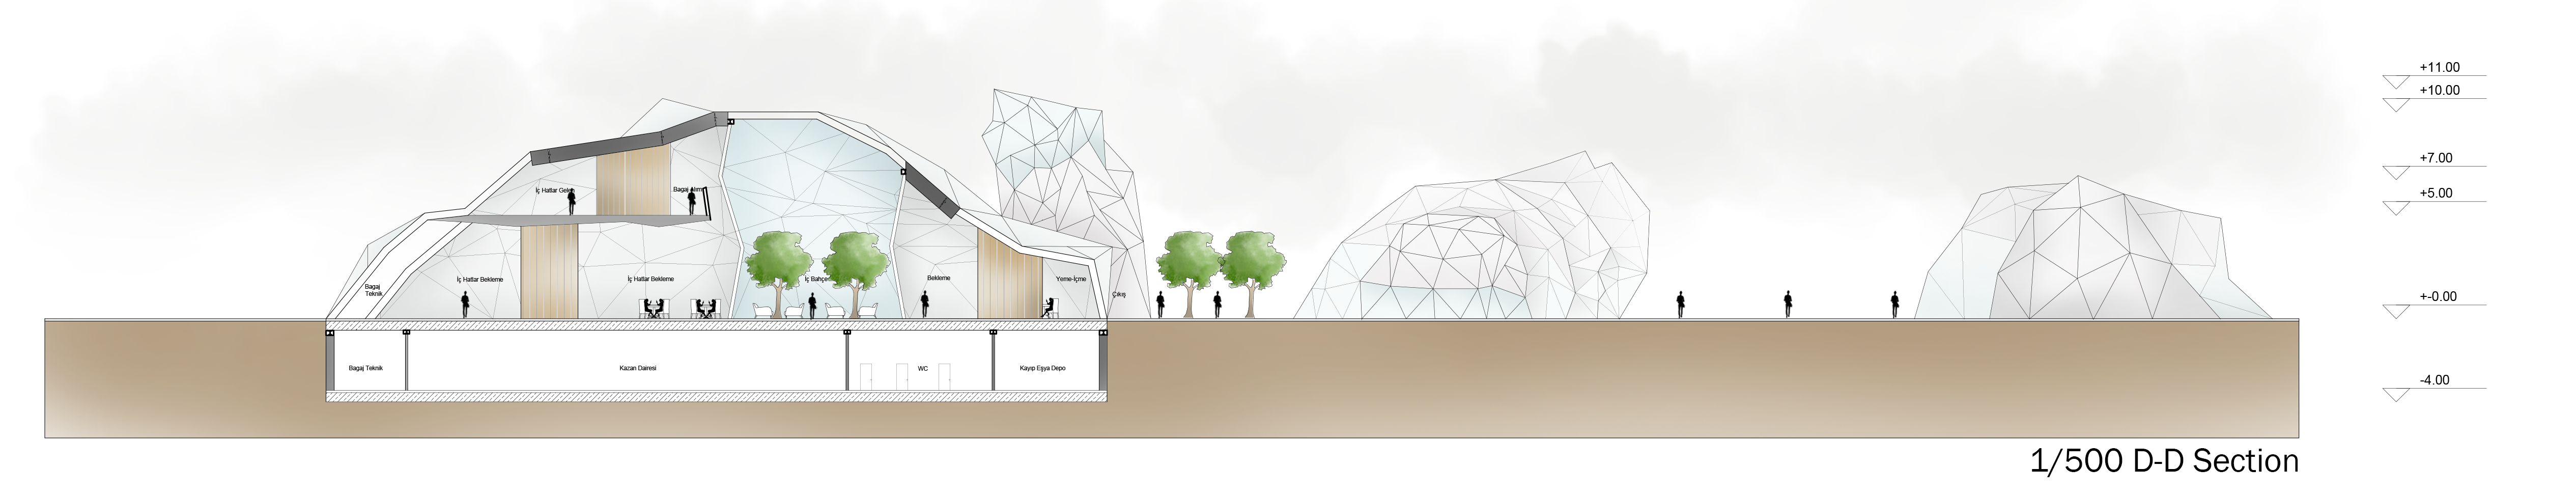 +11.00
+10.00
+7.00
İç Hatlar Geliş
Bagaj Alımı
+5.00
İç Hatlar Bekleme
İç Hatlar Bekleme
İç Bahçe
Bekleme
Yeme-İçme
Bagaj
Teknik
Çıkış
+-0.00
Bagaj Teknik
Kazan Dairesi
WC
Kayıp Eşya Depo
-4.00
1/500 D-D Section